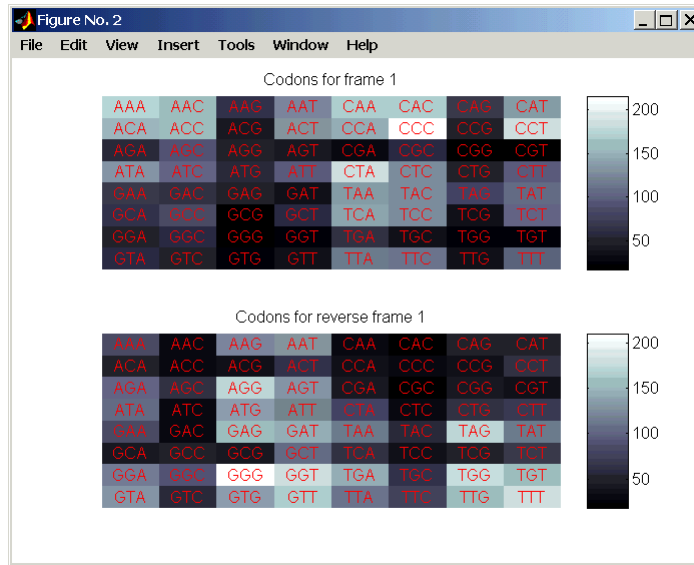 Figure No. 2
File Edit View Insert Tools Window Help
Codons for frame 1
AAA AAC AAG AAT CAA CAC CAG CAT
ACA ACC ACG ACT CCA CCC CCG CCT
AGA AGC AGG AGT CGA CGC CGG CGT
ATA ATC ATG ATT CTA CTC CTG CTT
GAA GAC GAG GAT TAA TAC TAG TAT
GCA GCC GCG GCT TCA TCC TCG TCT
GGA GGC GGG GGT TGA TGC TGG TGT
GTA GTC GTG GTT TTA TTC TTG TTT
200
150
100
50
Codons for reverse frame 1
AAA AAC AAG AAT CAA CAC CAG CAT
ACA ACC ACG ACT CCA CCC CCG CCT
AGA AGC AGG AGT CGA CGC CGG CGT
ATA ATC ATG ATT CTA CTC CTG CTT
GAA GAC GAG GAT TAA TAC TAG TAT
GCA GCC GCG GCT TCA TCC TCG TCT
GGA GGC GGG GGT TGA TGC TGG TGT
GTA GTC GTG GTT TTA TTC TTG TTT
200
150
100
50